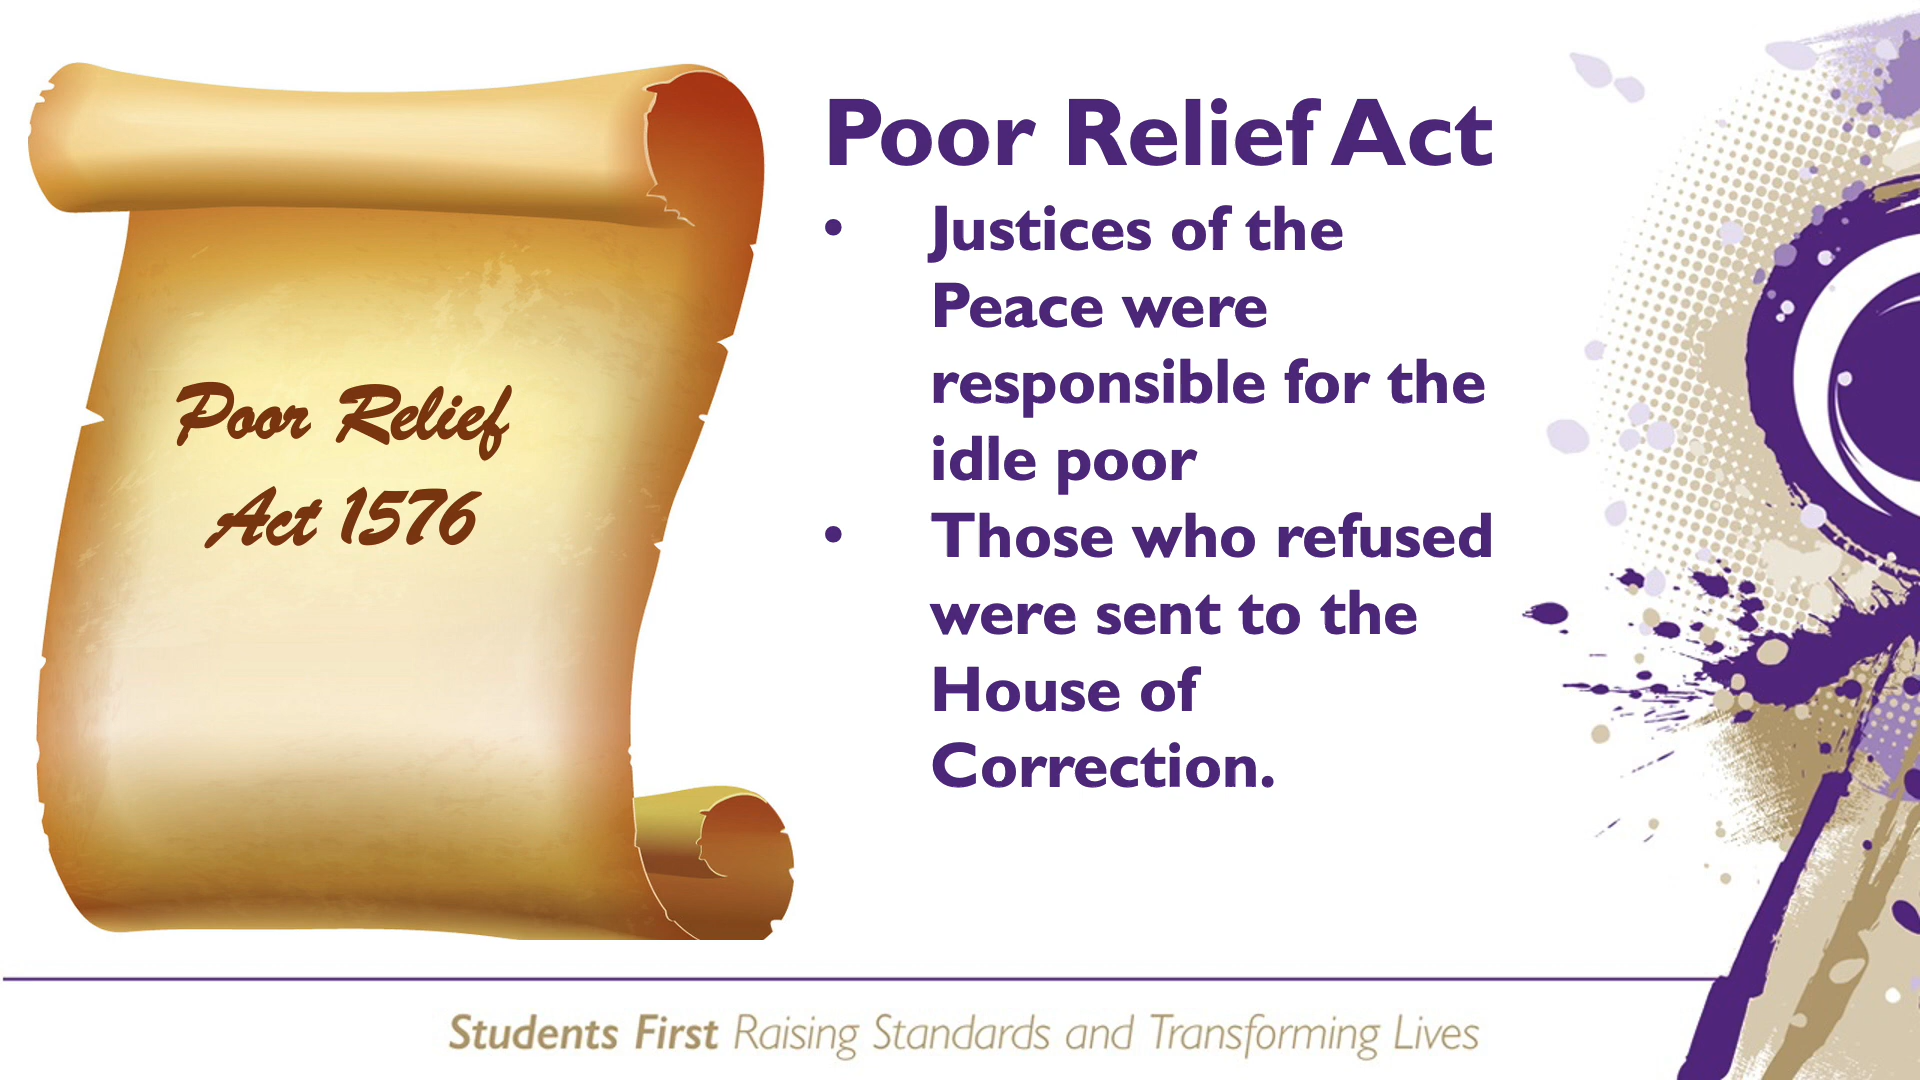 Poor Relief
Act 1576
Poor Relief Act
• Justices of the
Peace were
responsible for the
idle poor
• Those who refused
were sent to the
House of
Correction.
Students First Raising Standards and Transforming Lives